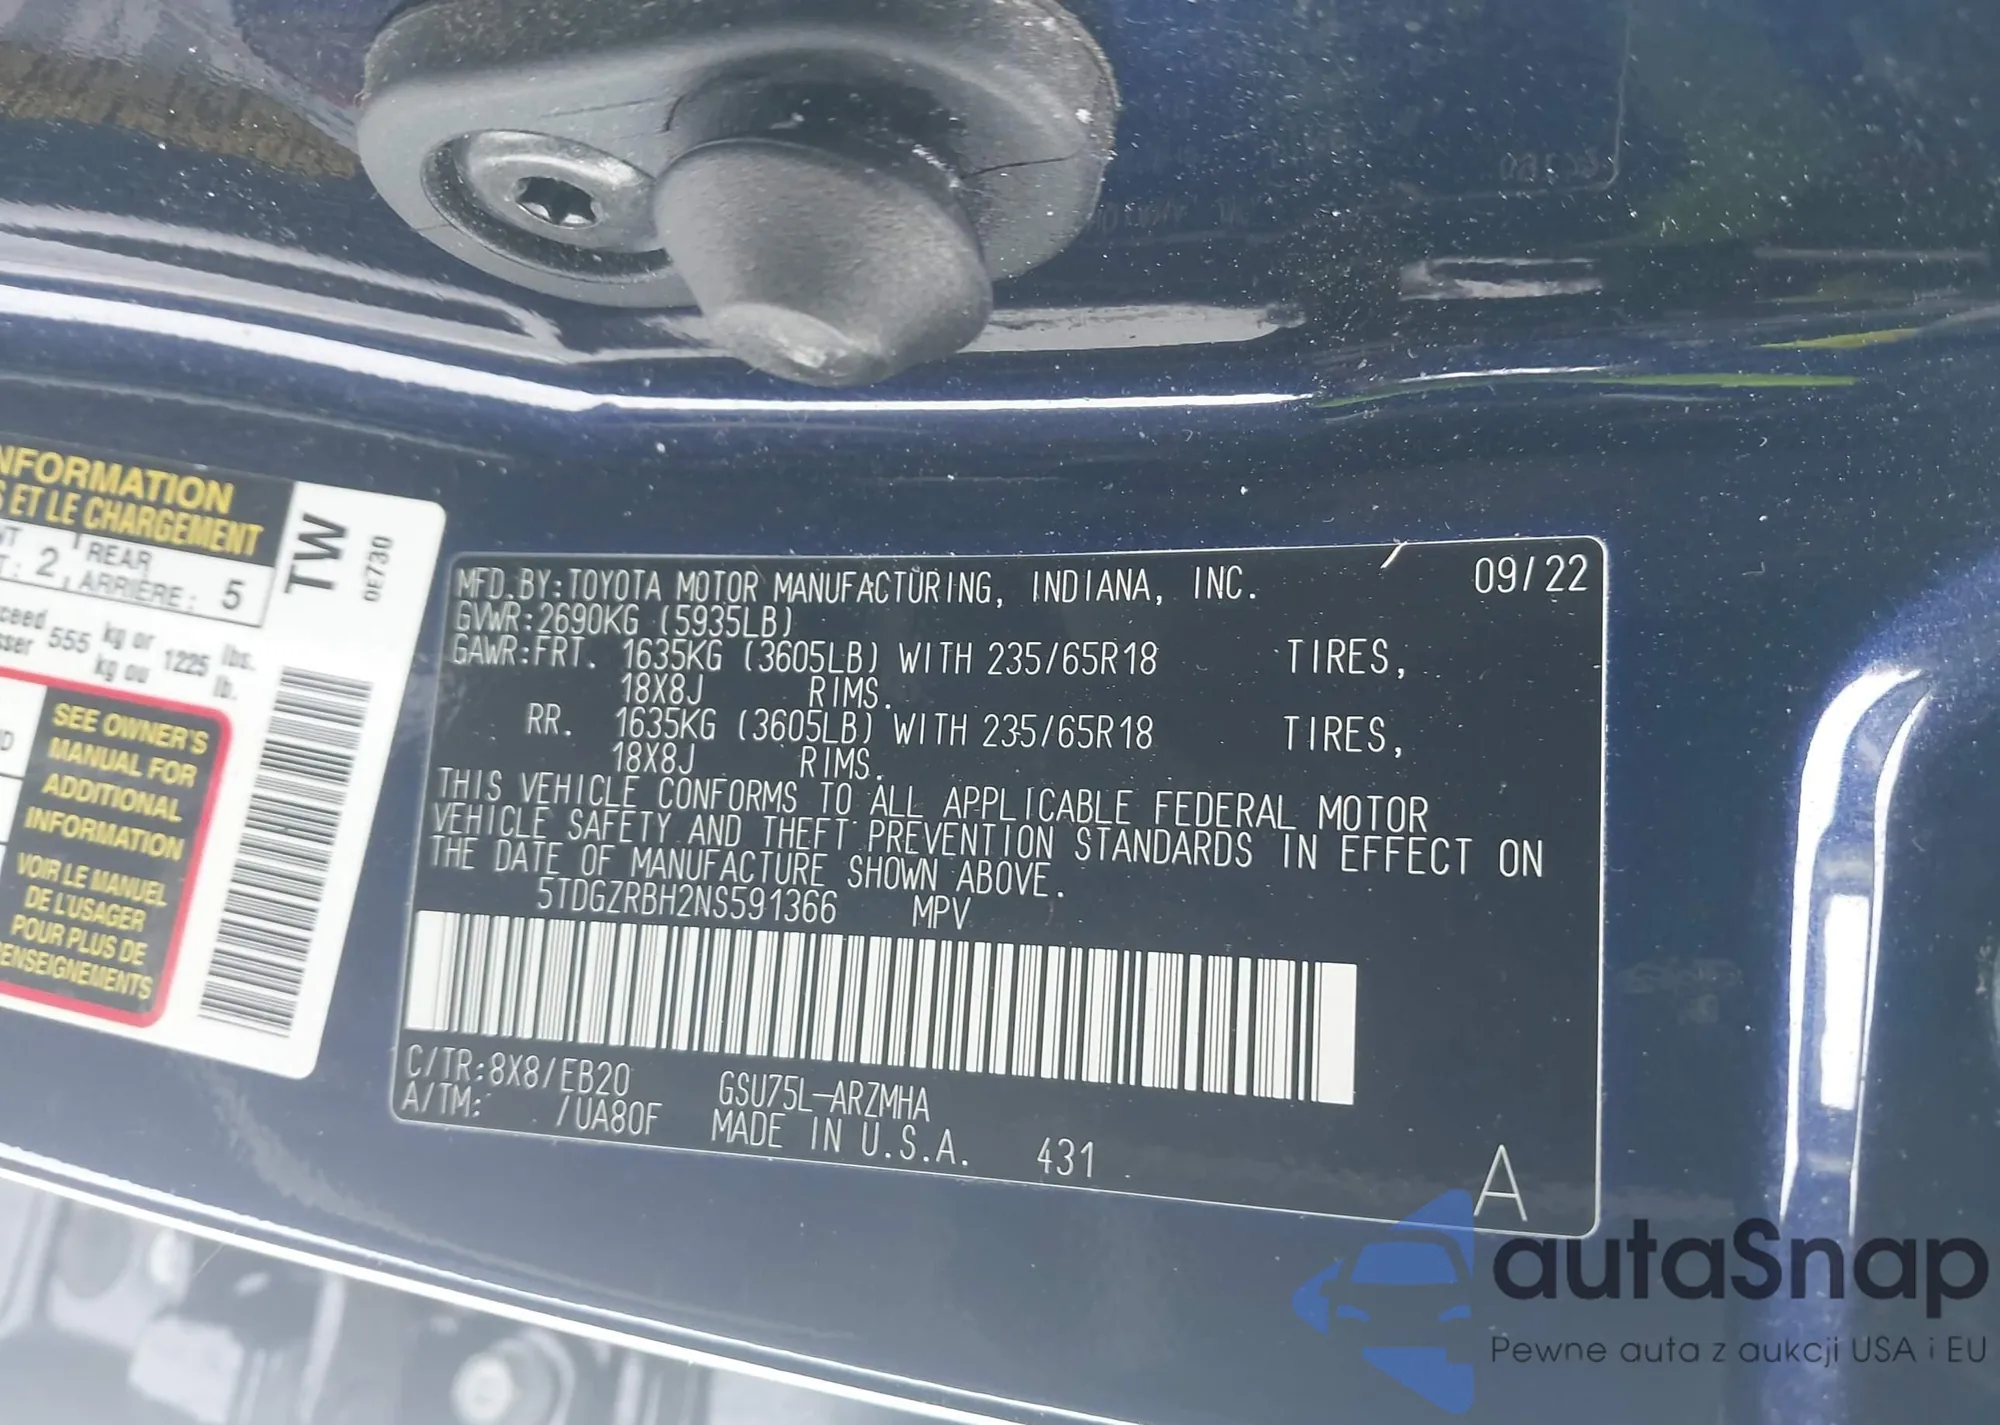 NFORMATION
S ET LE CHARGEMENT
2
REAR
ARRIÈRE: 5
555 kg or
kg ou 1225 lbs.
lb.
TW
0E730
SEE OWNER'S
MANUAL FOR
ADDITIONAL
INFORMATION
VOIR LE MANUEL
DE L'USAGER
POUR PLUS DE
ENSEIGNEMENTS
MFD.BY:TOYOTA MOTOR MANUFACTURING, INDIANA, INC. 09/22
GVWR:2690KG (5935LB)
GAWR:FRT. 1635KG (3605LB) WITH 235/65R18 TIRES,
18X8J RIMS.
RR. 1635KG (3605LB) WITH 235/65R18 TIRES,
18X8J RIMS.
THIS VEHICLE CONFORMS TO ALL APPLICABLE FEDERAL MOTOR
VEHICLE SAFETY AND THEFT PREVENTION STANDARDS IN EFFECT ON
THE DATE OF MANUFACTURE SHOWN ABOVE.
5TDGZRBH2NS591366 MPV
C/TR:8X8/EB20 GSU75L-ARZMHA
A/TM: /UA80F MADE IN U.S.A. 431
A
autaSnap
Pewne auta z aukcji USA i EU